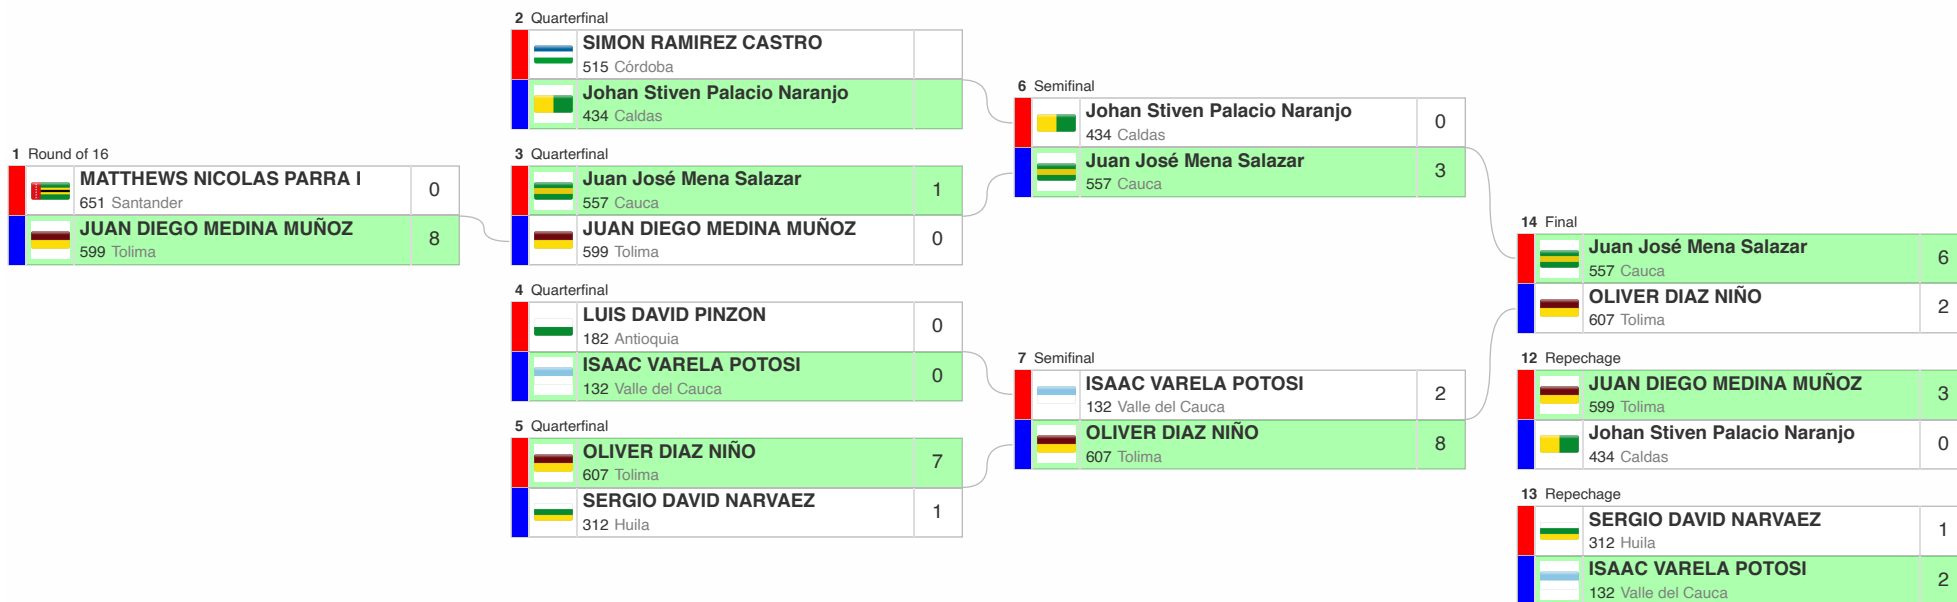 1 Round of 16
MATTHEWS NICOLAS PARRA I
651 Santander
0
JUAN DIEGO MEDINA MUÑOZ
599 Tolima
8
2 Quarterfinal
SIMON RAMIREZ CASTRO
515 Córdoba
Johan Stiven Palacio Naranjo
434 Caldas
3 Quarterfinal
Juan José Mena Salazar
557 Cauca
1
JUAN DIEGO MEDINA MUÑOZ
599 Tolima
0
4 Quarterfinal
LUIS DAVID PINZON
182 Antioquia
0
ISAAC VARELA POTOSI
132 Valle del Cauca
0
5 Quarterfinal
OLIVER DIAZ NIÑO
607 Tolima
7
SERGIO DAVID NARVAEZ
312 Huila
1
6 Semifinal
Johan Stiven Palacio Naranjo
434 Caldas
0
Juan José Mena Salazar
557 Cauca
3
7 Semifinal
ISAAC VARELA POTOSI
132 Valle del Cauca
2
OLIVER DIAZ NIÑO
607 Tolima
8
14 Final
Juan José Mena Salazar
557 Cauca
6
OLIVER DIAZ NIÑO
607 Tolima
2
12 Repechage
JUAN DIEGO MEDINA MUÑOZ
599 Tolima
3
Johan Stiven Palacio Naranjo
434 Caldas
0
13 Repechage
SERGIO DAVID NARVAEZ
312 Huila
1
ISAAC VARELA POTOSI
132 Valle del Cauca
2